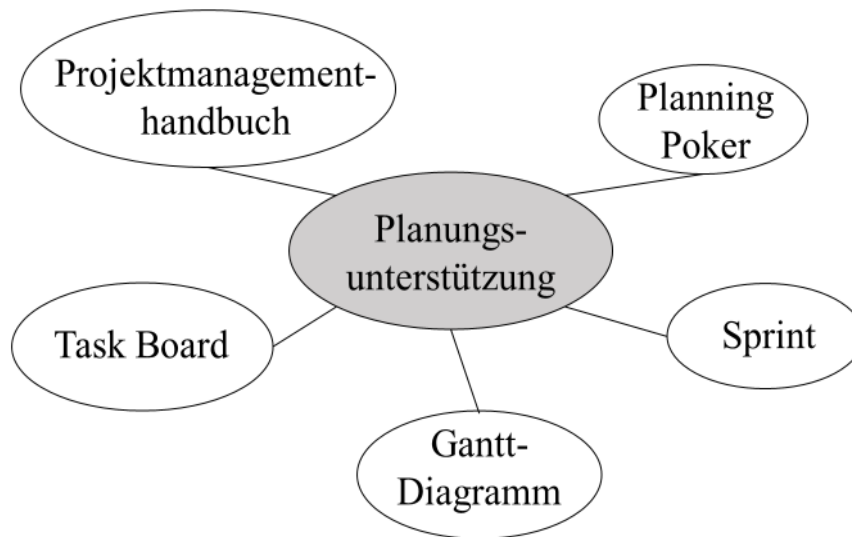 Projektmanagement-
handbuch
Planning
Poker
Planungs-
unterstützung
Task Board
Sprint
Gantt-
Diagramm